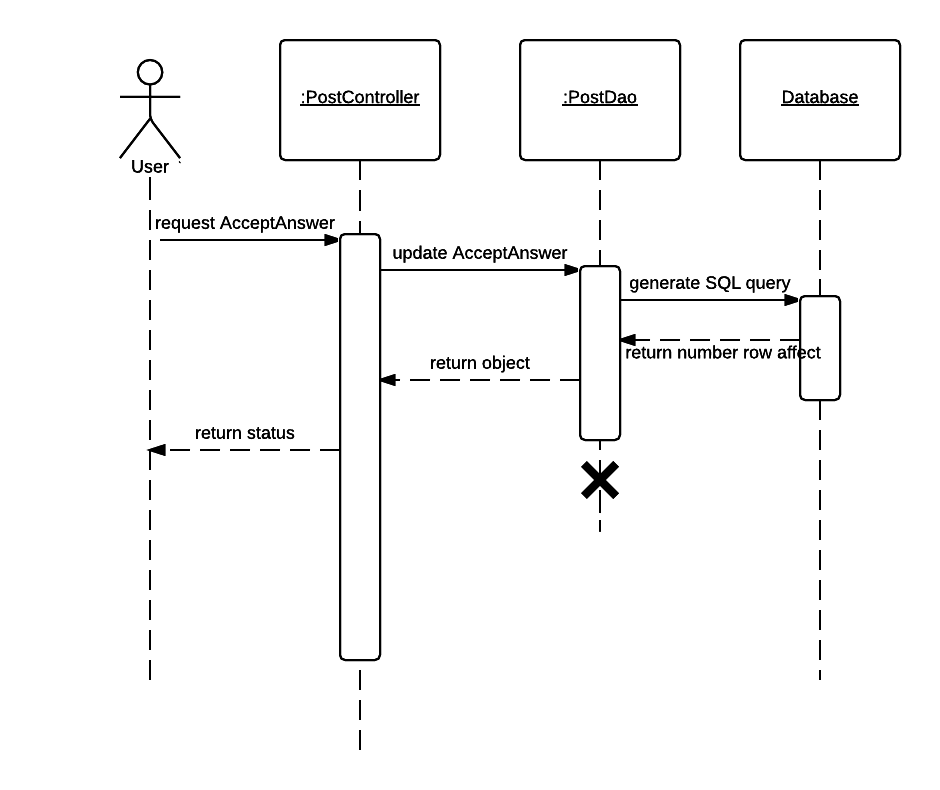 :PostController
:PostDao
Database
User
request AcceptAnswer
update AcceptAnswer
generate SQL query
return number row affect
return object
return status